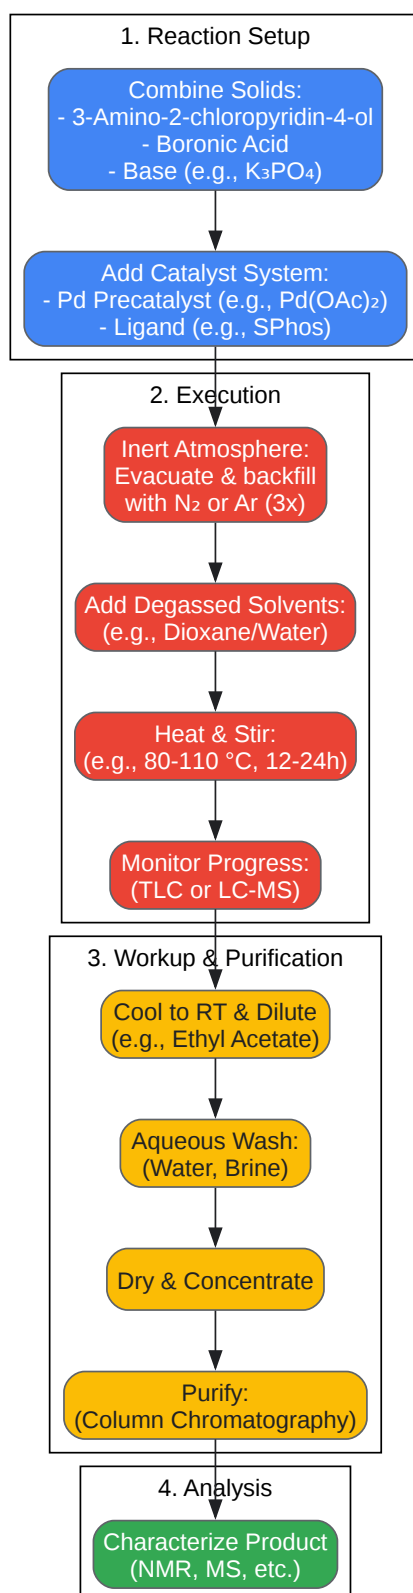 1. Reaction Setup
Combine Solids:
- 3-Amino-2-chloropyridin-4-ol
- Boronic Acid
- Base (e.g., K₃PO₄)
Add Catalyst System:
- Pd Precatalyst (e.g., Pd(OAc)₂)
- Ligand (e.g., SPhos)
2. Execution
Inert Atmosphere:
Evacuate & backfill
with N₂ or Ar (3x)
Add Degassed Solvents:
(e.g., Dioxane/Water)
Heat & Stir:
(e.g., 80-110 °C, 12-24h)
Monitor Progress:
(TLC or LC-MS)
3. Workup & Purification
Cool to RT & Dilute
(e.g., Ethyl Acetate)
Aqueous Wash:
(Water, Brine)
Dry & Concentrate
Purify:
(Column Chromatography)
4. Analysis
Characterize Product
(NMR, MS, etc.)